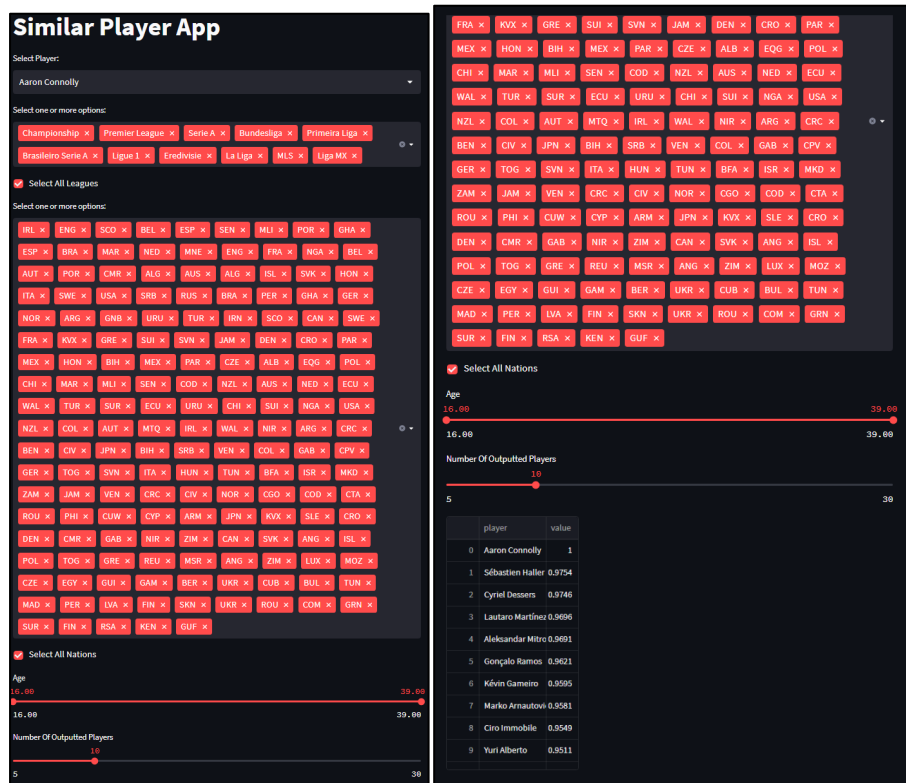 Similar Player App
Select Player:
Aaron Connolly
Select one or more options:
Championship × Premier League × Serie A × Bundesliga × Primeira Liga ×
Brasileiro Serie A × Ligue 1 × Eredivisie × La Liga × MLS × Liga MX ×
Select All Leagues
Select one or more options:
IRL × ENG × SCO × BEL × ESP × SEN × MLI × POR × GHA ×
ESP × BRA × MAR × NED × MNE × ENG × FRA × NGA × BEL ×
AUT × POR × CMR × ALG × AUS × ALG × ISL × SVK × HON ×
ITA × SWE × USA × SRB × RUS × BRA × PER × GHA × GER ×
NOR × ARG × GNB × URU × TUR × IRN × SCO × CAN × SWE ×
FRA × KVX × GRE × SUI × SVN × JAM × DEN × CRO × PAR ×
MEX × HON × BIH × MEX × PAR × CZE × ALB × EQG × POL ×
CHI × MAR × MLI × SEN × COD × NZL × AUS × NED × ECU ×
WAL × TUR × SUR × ECU × URU × CHI × SUI × NGA × USA ×
NZL × COL × AUT × MTQ × IRL × WAL × NIR × ARG × CRC ×
BEN × CIV × JPN × BIH × SRB × VEN × COL × GAB × CPV ×
GER × TOG × SVN × ITA × HUN × TUN × BFA × ISR × MKD ×
ZAM × JAM × VEN × CRC × CIV × NOR × CGO × COD × CTA ×
ROU × PHI × CUW × CYP × ARM × JPN × KVX × SLE × CRO ×
DEN × CMR × GAB × NIR × ZIM × CAN × SVK × ANG × ISL ×
POL × TOG × GRE × REU × MSR × ANG × ZIM × LUX × MOZ ×
CZE × EGY × GUI × GAM × BER × UKR × CUB × BUL × TUN ×
MAD × PER × LVA × FIN × SKN × UKR × ROU × COM × GRN ×
SUR × FIN × RSA × KEN × GUF ×
Select All Nations
Age
16.00 39.00
16.00 39.00
Number Of Outputted Players
10
5 30
FRA × KVX × GRE × SUI × SVN × JAM × DEN × CRO × PAR ×
MEX × HON × BIH × MEX × PAR × CZE × ALB × EQG × POL ×
CHI × MAR × MLI × SEN × COD × NZL × AUS × NED × ECU ×
WAL × TUR × SUR × ECU × URU × CHI × SUI × NGA × USA ×
NZL × COL × AUT × MTQ × IRL × WAL × NIR × ARG × CRC ×
BEN × CIV × JPN × BIH × SRB × VEN × COL × GAB × CPV ×
GER × TOG × SVN × ITA × HUN × TUN × BFA × ISR × MKD ×
ZAM × JAM × VEN × CRC × CIV × NOR × CGO × COD × CTA ×
ROU × PHI × CUW × CYP × ARM × JPN × KVX × SLE × CRO ×
DEN × CMR × GAB × NIR × ZIM × CAN × SVK × ANG × ISL ×
POL × TOG × GRE × REU × MSR × ANG × ZIM × LUX × MOZ ×
CZE × EGY × GUI × GAM × BER × UKR × CUB × BUL × TUN ×
MAD × PER × LVA × FIN × SKN × UKR × ROU × COM × GRN ×
SUR × FIN × RSA × KEN × GUF ×
Select All Nations
Age
16.00 39.00
16.00 39.00
Number Of Outputted Players
10
5 30
player value
0 Aaron Connolly 1
1 Sébastien Haller 0.9754
2 Cyriel Dessers 0.9746
3 Lautaro Martínez 0.9696
4 Aleksandar Mitro 0.9691
5 Gonçalo Ramos 0.9621
6 Kévin Gameiro 0.9595
7 Marko Arnautovi 0.9581
8 Ciro Immobile 0.9549
9 Yuri Alberto 0.9511